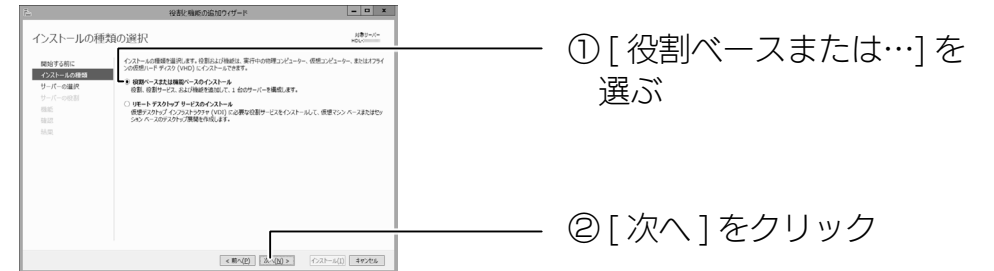 役割と機能の追加ウィザード
インストールの種類の選択
対象サーバー
開始する前に
インストールの種類
サーバーの選択
サーバーの役割
機能
確認
結果
インストールの種類を選択します。役割および機能は、実行中の物理コンピューター、仮想コンピューター、またはオフライ
ンの仮想ハード ディスク (VHD) にインストールできます。
役割ベースまたは機能ベースのインストール
役割、役割サービス、および機能を追加して、1 台のサーバーを構成します。
リモート デスクトップ サービスのインストール
仮想デスクトップ インフラストラクチャ (VDI) に必要な役割サービスをインストールして、仮想マシン ベースまたはセッ
ション ベースのデスクトップ展開を作成します。
< 前へ(P) 次へ(N) > インストール(I) キャンセル
① [ 役割ベースまたは…] を
選ぶ
② [ 次へ ] をクリック